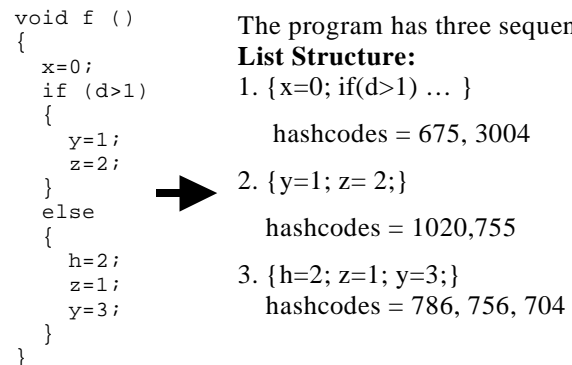 void f ()
{
x=0;
if (d>1)
{
y=1;
z=2;
}
else
{
h=2;
z=1;
y=3;
}
}
The program has three
List Structure:
1. {x=0; if(d>1) … }
hashcodes = 675, 3004
2. {y=1; z= 2;}
hashcodes = 1020,755
3. {h=2; z=1; y=3;}
hashcodes = 786, 756, 704